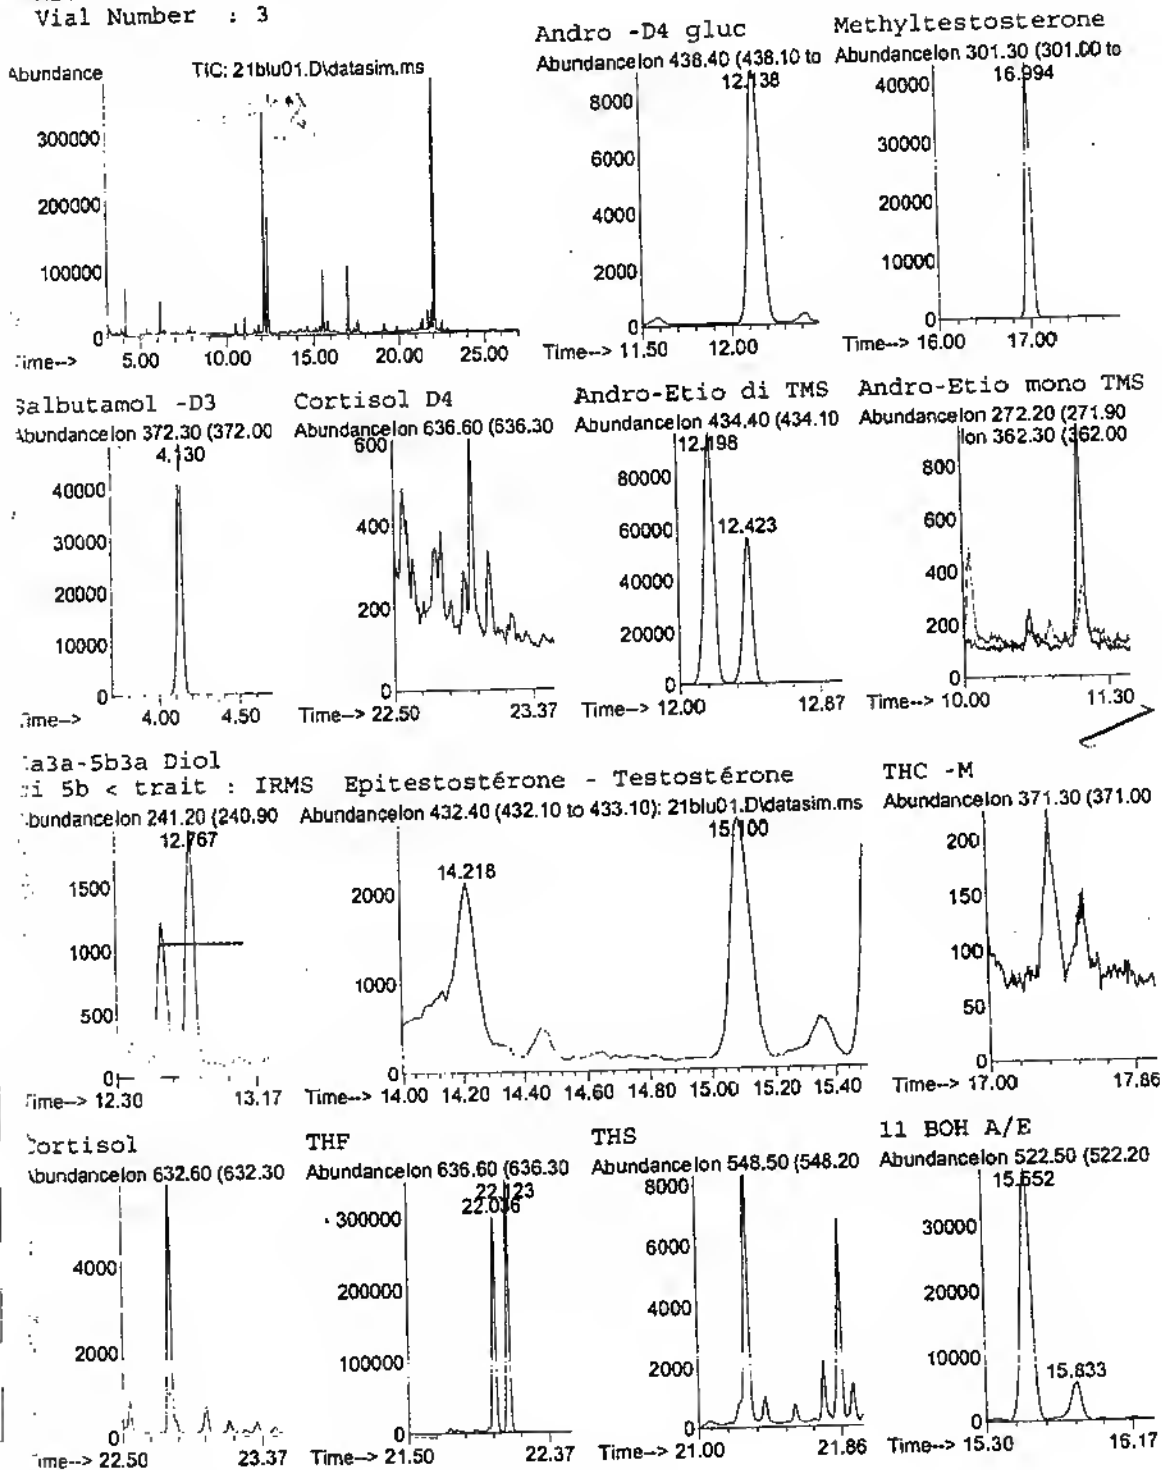 Vial Number : 3
Andro -D4 gluc
Methyltestosterone
Abundance
TIC: 21blu01.D\datasim.ms
Abundance Ion 438.40 (438.10 to
Abundance Ion 301.30 (301.00 to
12.138
16.994
300000
200000
100000
0
8000
6000
4000
2000
0
40000
30000
20000
10000
0
Time--> 5.00 10.00 15.00 20.00 25.00
Time--> 11.50 12.00
Time--> 16.00 17.00
Salbutamol -D3
Cortisol D4
Andro-Etio di TMS
Andro-Etio mono TMS
Abundance Ion 372.30 (372.00
Abundance Ion 636.60 (636.30
Abundance Ion 434.40 (434.10
Abundance Ion 272.20 (271.90
Ion 362.30 (362.00
4.130
12.198
12.423
40000
30000
20000
10000
0
600
400
200
0
80000
60000
40000
20000
0
800
600
400
200
0
Time--> 4.00 4.50
Time--> 22.50 23.37
Time--> 12.00 12.87
Time--> 10.00 11.30
a3a-5b3a Diol
i 5b < trait : IRMS
Epitestostérone - Testostérone
THC -M
bundance Ion 241.20 (240.90
Abundance Ion 432.40 (432.10 to 433.10): 21blu01.D\datasim.ms
Abundance Ion 371.30 (371.00
12.767
14.218
15.100
1500
1000
500
0
2000
1000
0
200
150
100
50
0
Time--> 12.30 13.17
Time--> 14.00 14.20 14.40 14.60 14.80 15.00 15.20 15.40
Time--> 17.00 17.86
Cortisol
THF
THS
11 BOH A/E
Abundance Ion 632.60 (632.30
Abundance Ion 636.60 (636.30
Abundance Ion 548.50 (548.20
Abundance Ion 522.50 (522.20
22.123
22.036
15.652
15.833
4000
2000
0
300000
200000
100000
0
8000
6000
4000
2000
0
30000
20000
10000
0
Time--> 22.50 23.37
Time--> 21.50 22.37
Time--> 21.00 21.86
Time--> 15.30 16.17